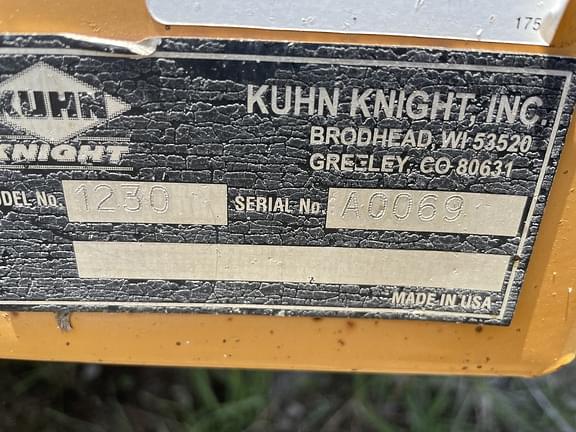 175
KUHN
KNIGHT
KUHN KNIGHT, INC.
BRODHEAD, WI 53520
GREELEY, CO 80631
MODEL No. 1230
SERIAL No. A0069
MADE IN USA